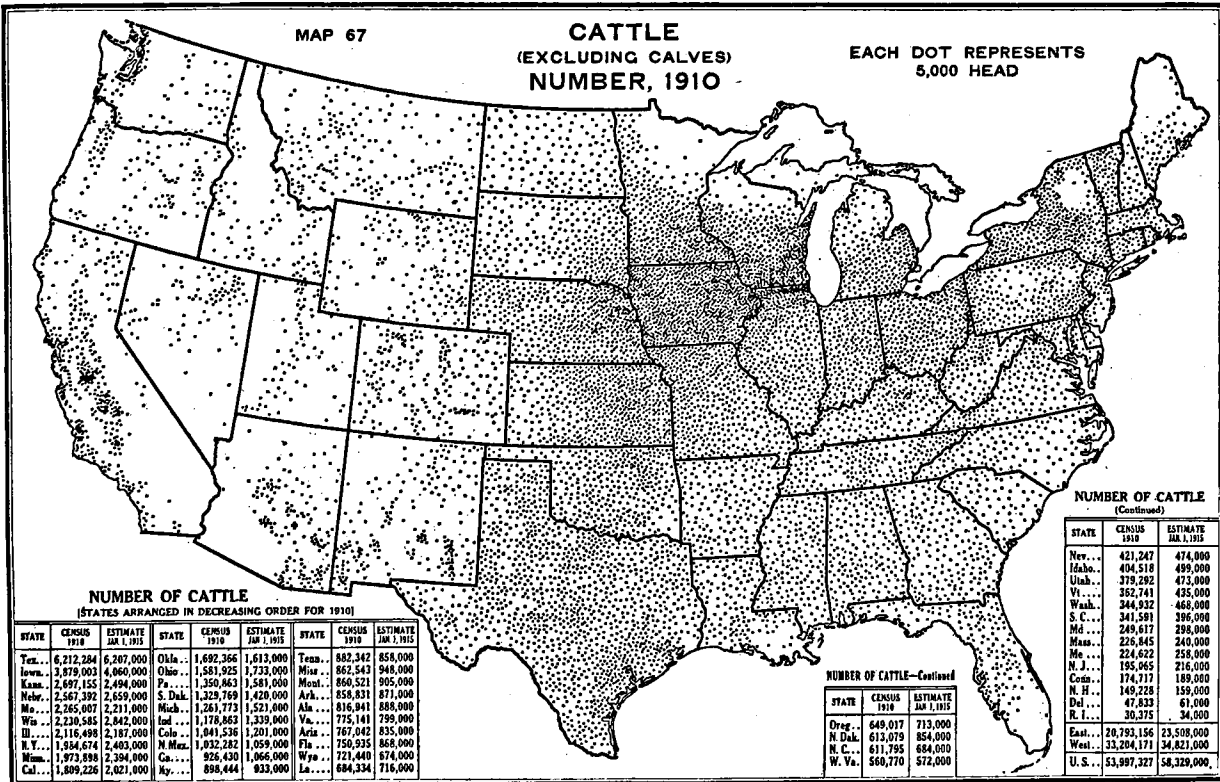 MAP 67
CATTLE
(EXCLUDING CALVES)
NUMBER, 1910
EACH DOT REPRESENTS
5,000 HEAD
NUMBER OF CATTLE
[STATES ARRANGED IN DECREASING ORDER FOR 1910]
STATE CENSUS 1910 ESTIMATE JAN. 1, 1915 STATE CENSUS 1910 ESTIMATE JAN. 1, 1915 STATE CENSUS 1910 ESTIMATE JAN. 1, 1915
Tex... 6,212,284 6,207,000 Okla.. 1,692,366 1,613,000 Tenn.. 882,342 858,000
Iowa.. 3,879,003 4,060,000 Ohio.. 1,581,925 1,733,000 Miss.. 862,543 948,000
Kans.. 2,697,155 2,494,000 Pa.... 1,350,863 1,581,000 Mont.. 860,521 905,000
Nebr.. 2,567,392 2,659,000 S. Dak. 1,329,769 1,420,000 Ark... 858,831 871,000
Mo.... 2,265,007 2,211,000 Mich.. 1,261,773 1,521,000 Ala... 816,941 888,000
Wis... 2,230,585 2,842,000 Ind... 1,178,863 1,339,000 Va.... 775,141 799,000
Ill... 2,116,498 2,187,000 Colo.. 1,041,536 1,201,000 Ariz.. 767,042 835,000
N.Y... 1,984,674 2,403,000 N. Mex. 1,032,282 1,059,000 Fla... 750,935 868,000
Minn.. 1,973,898 2,394,000 Ga.... 926,430 1,066,000 Wyo... 721,440 674,000
Cal... 1,809,226 2,021,000 Ky.... 898,444 933,000 La.... 684,334 716,000
NUMBER OF CATTLE—Continued
STATE CENSUS 1910 ESTIMATE JAN 1, 1915
Oreg.. 649,017 713,000
N. Dak. 613,079 854,000
N. C... 611,795 684,000
W. Va. 560,770 572,000
NUMBER OF CATTLE
(Continued)
STATE CENSUS 1910 ESTIMATE JAN. 1, 1915
Nev... 421,247 474,000
Idaho.. 404,518 499,000
Utah.. 379,292 473,000
Vt.... 362,741 435,000
Wash.. 344,932 468,000
S. C... 341,591 396,000
Md.... 249,617 298,000
Mass.. 226,845 240,000
Me.... 224,622 258,000
N. J... 195,065 216,000
Conn.. 174,717 189,000
N. H... 149,228 159,000
Del... 47,833 61,000
R. I... 30,375 34,000
East... 20,793,156 23,508,000
West.. 33,204,171 34,821,000
U. S... 53,997,327 58,329,000